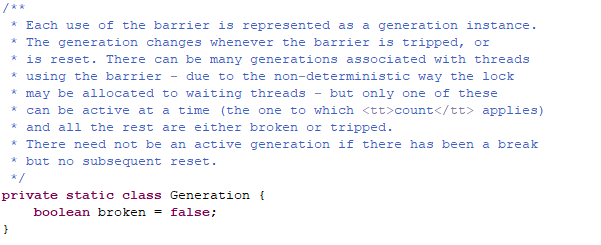 /**
* Each use of the barrier is represented as a generation instance.
* The generation changes whenever the barrier is tripped, or
* is reset. There can be many generations associated with threads
* using the barrier - due to the non-deterministic way the lock
* may be allocated to waiting threads - but only one of these
* can be active at a time (the one to which <tt>count</tt> applies)
* and all the rest are either broken or tripped.
* There need not be an active generation if there has been a break
* but no subsequent reset.
*/
private static class Generation {
boolean broken = false;
}